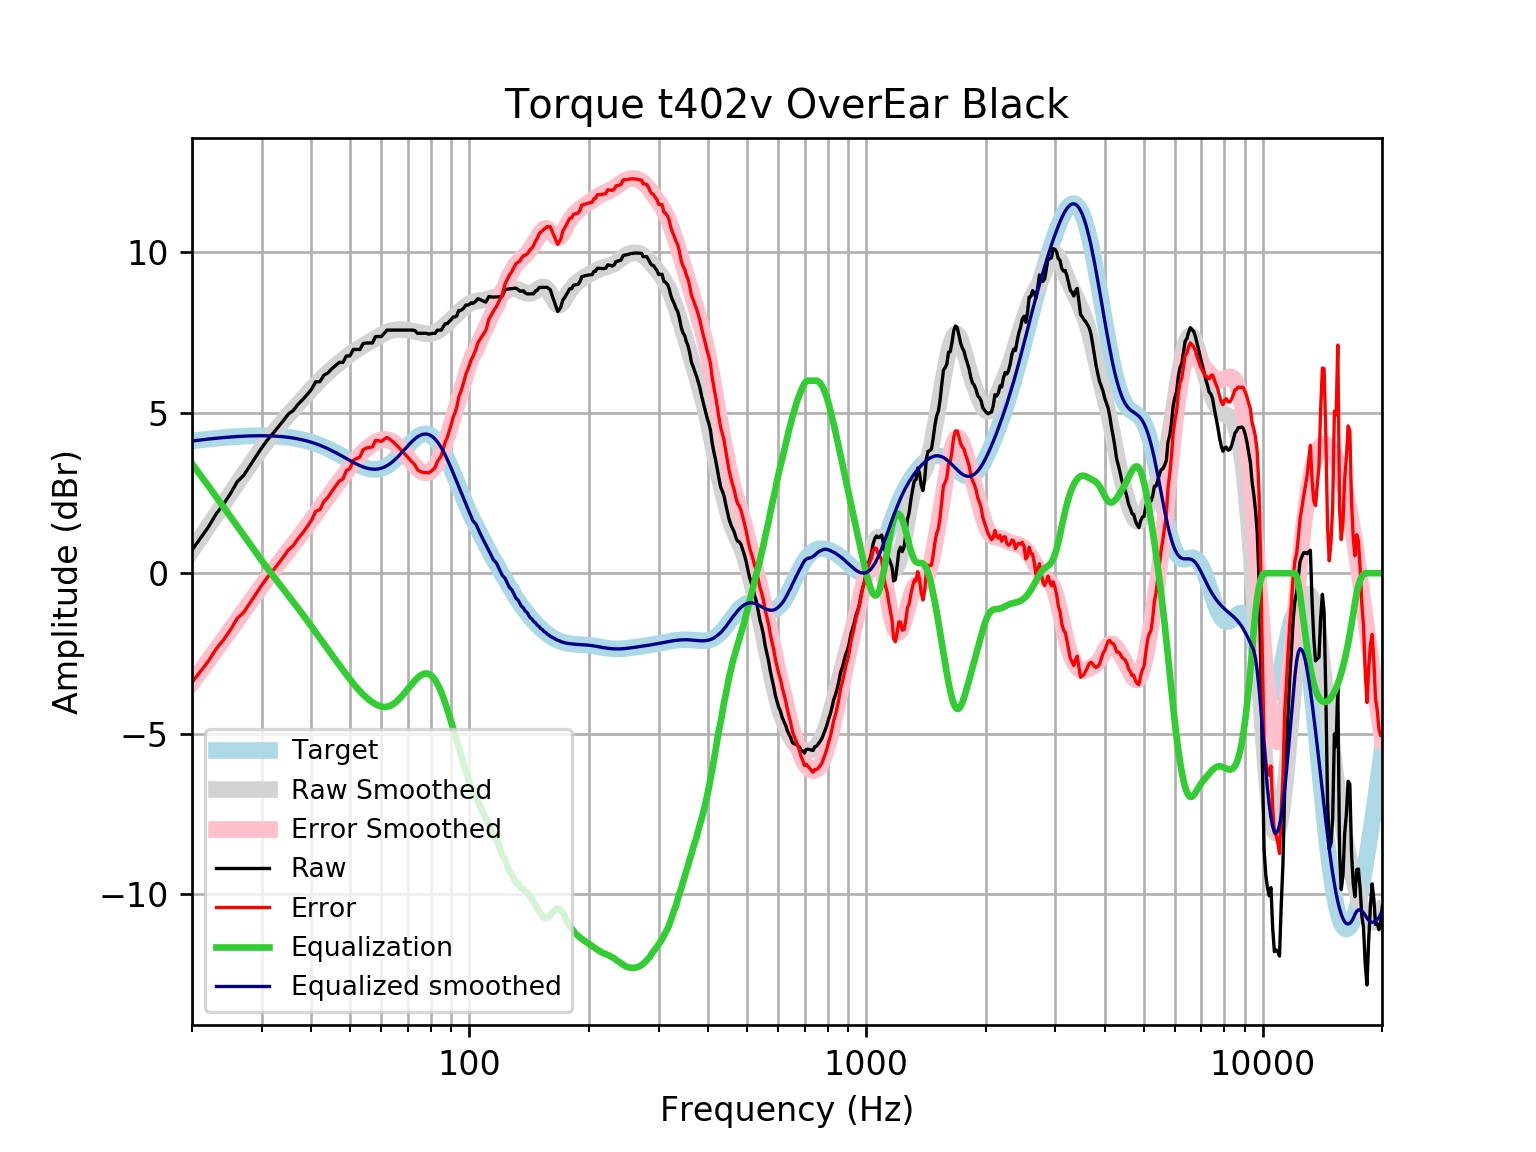 Torque t402v OverEar Black
Amplitude (dBr)
10
5
0
−5
−10
Target
Raw Smoothed
Error Smoothed
Raw
Error
Equalization
Equalized smoothed
100
1000
10000
Frequency (Hz)